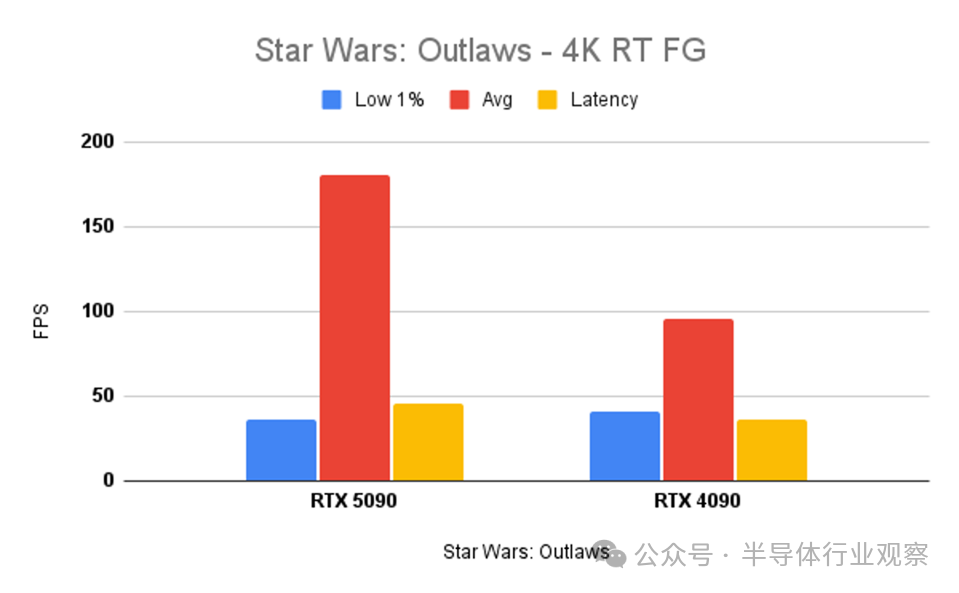 Star Wars: Outlaws - 4K RT FG
Low 1% Avg Latency
200
150
100
50
0
FPS
RTX 5090 RTX 4090
Star Wars: Outlaws
公众号 · 半导体行业观察